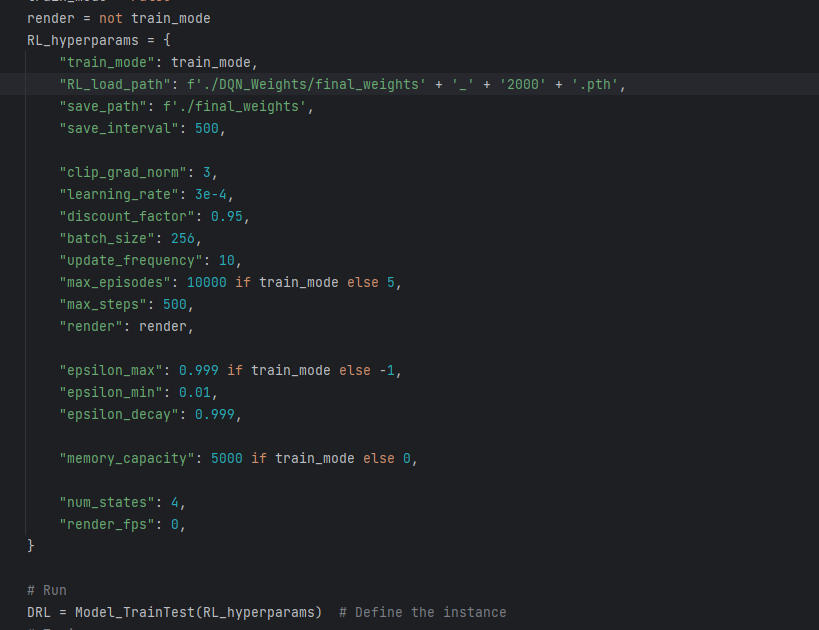 render = not train_mode
RL_hyperparams = {
    "train_mode": train_mode,
    "RL_load_path": f'./DQN_Weights/final_weights' + '_' + '2000' + '.pth',
    "save_path": f'./final_weights',
    "save_interval": 500,
    "clip_grad_norm": 3,
    "learning_rate": 3e-4,
    "discount_factor": 0.95,
    "batch_size": 256,
    "update_frequency": 10,
    "max_episodes": 10000 if train_mode else 5,
    "max_steps": 500,
    "render": render,
    "epsilon_max": 0.999 if train_mode else -1,
    "epsilon_min": 0.01,
    "epsilon_decay": 0.999,
    "memory_capacity": 5000 if train_mode else 0,
    "num_states": 4,
    "render_fps": 0,
}
# Run
DRL = Model_TrainTest(RL_hyperparams)  # Define the instance